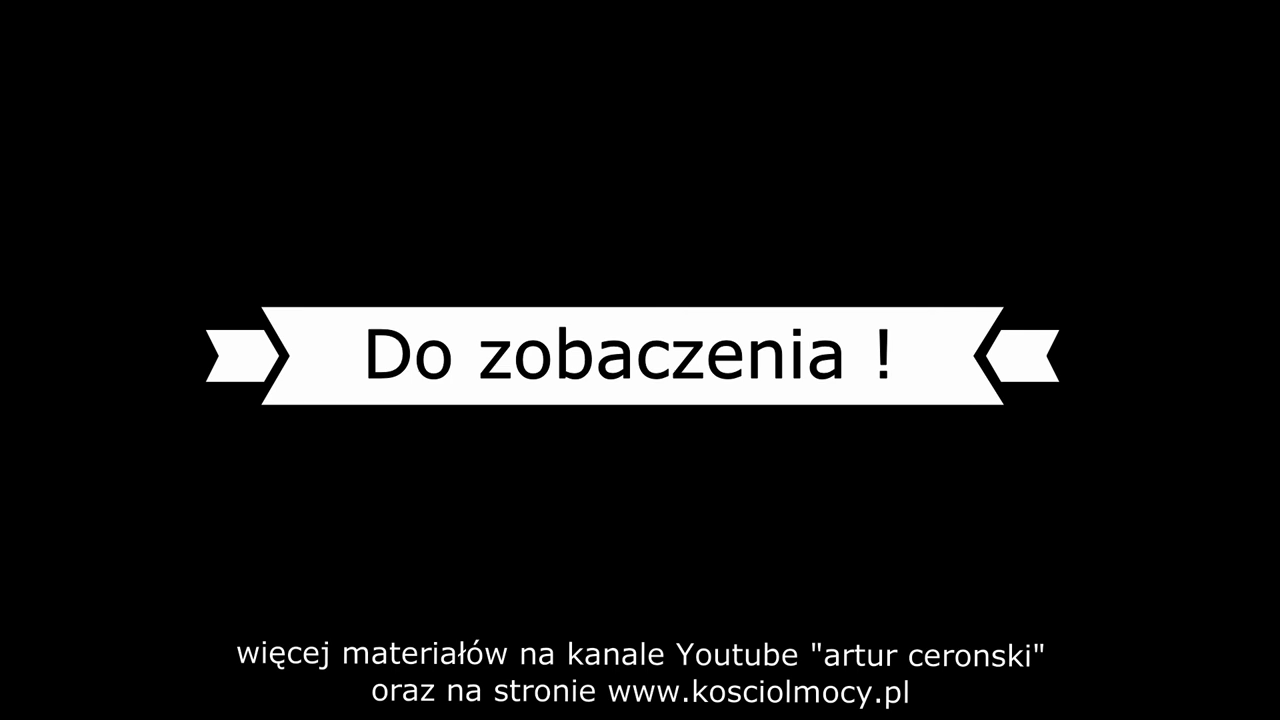 Do zobaczenia !
więcej materiałów na kanale Youtube "artur ceronski"
oraz na stronie www.kosciolmocy.pl